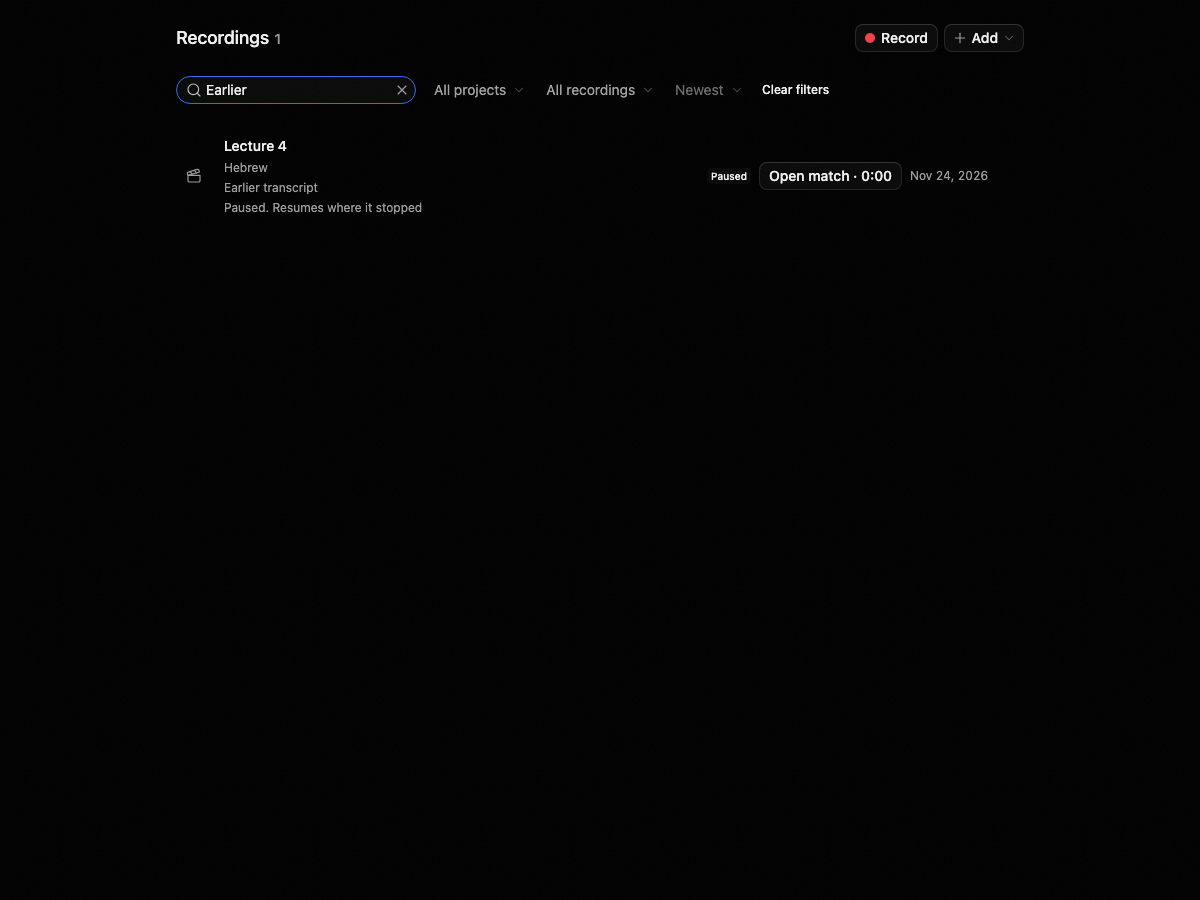 Recordings 1
Record
Add
Earlier
All projects
All recordings
Newest
Clear filters
Lecture 4
Hebrew
Earlier transcript
Paused. Resumes where it stopped
Paused
Open match · 0:00
Nov 24, 2026